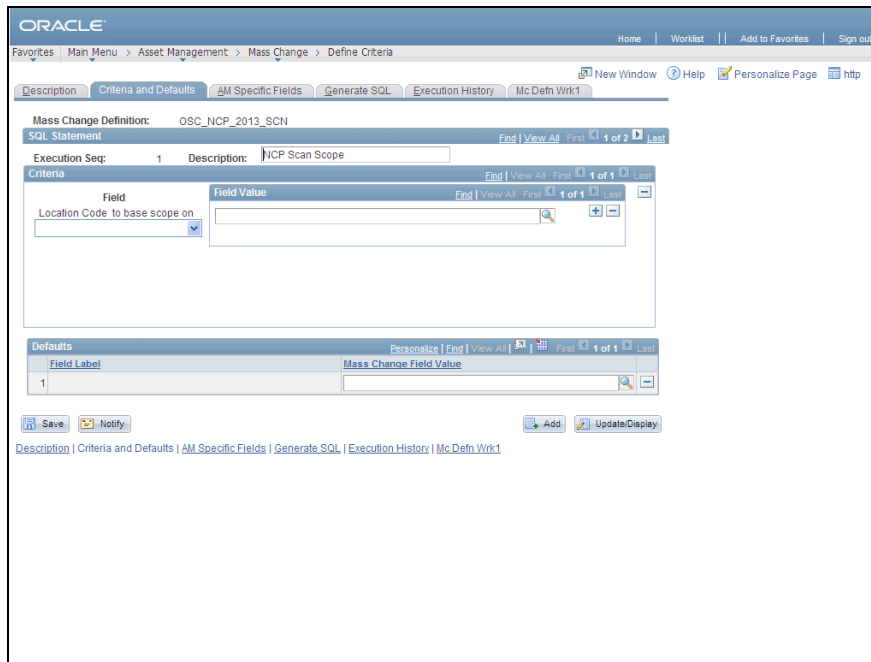 ORACLE
Home | Worklist || Add to Favorites | Sign out
Favorites Main Menu > Asset Management > Mass Change > Define Criteria
New Window Help Personalize Page http
Description Criteria and Defaults AM Specific Fields Generate SQL Execution History Mc Defn Wrk1
Mass Change Definition: OSC_NCP_2013_SCN
SQL Statement Find | View All First 1 of 2 Last
Execution Seq: 1 Description: NCP Scan Scope
Criteria Find | View All First 1 of 1 Last
Field Field Value Find | View All First 1 of 1 Last
Location Code to base scope on
Defaults Personalize | Find | View All | | First 1 of 1 Last
Field Label Mass Change Field Value
1
Save Notify Add Update/Display
Description | Criteria and Defaults | AM Specific Fields | Generate SQL | Execution History | Mc Defn Wrk1